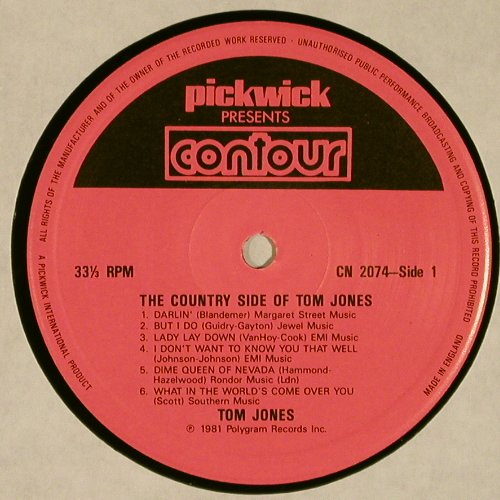 ALL RIGHTS OF THE MANUFACTURER AND OF THE OWNER OF THE RECORDED WORK RESERVED · UNAUTHORISED PUBLIC PERFORMANCE BROADCASTING AND COPYING OF THIS RECORD PROHIBITED
pickwick
PRESENTS
contour
33⅓ RPM
CN 2074—Side 1
THE COUNTRY SIDE OF TOM JONES
1. DARLIN' (Blandemer) Margaret Street Music
2. BUT I DO (Guidry-Gayton) Jewel Music
3. LADY LAY DOWN (VanHoy-Cook) EMI Music
4. I DON'T WANT TO KNOW YOU THAT WELL
(Johnson-Johnson) EMI Music
5. DIME QUEEN OF NEVADA (Hammond-
Hazelwood) Rondor Music (Ldn)
6. WHAT IN THE WORLD'S COME OVER YOU
(Scott) Southern Music
TOM JONES
℗ 1981 Polygram Records Inc.
A PICKWICK INTERNATIONAL PRODUCT
MADE IN ENGLAND